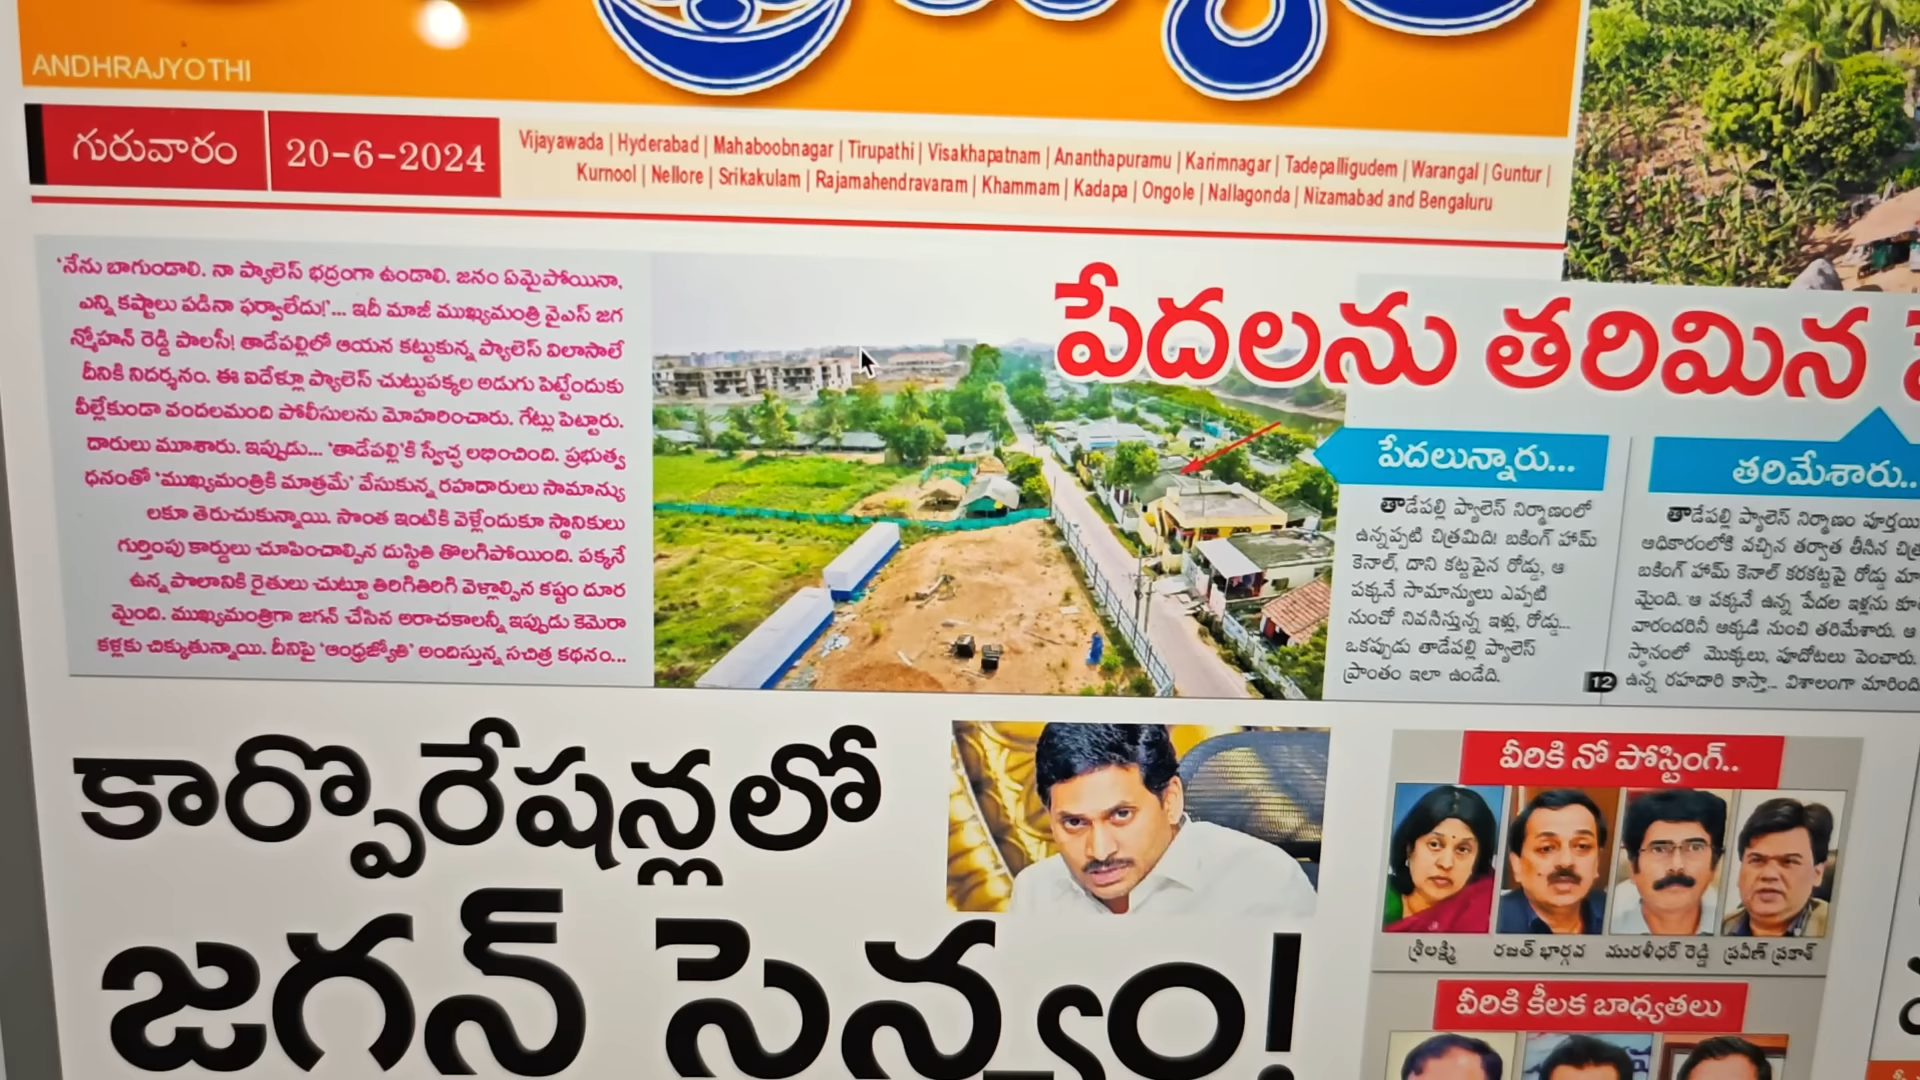 ANDHRAJYOTHI
గురువారం
20-6-2024
Vijayawada | Hyderabad | Mahaboobnagar | Tirupathi | Visakhapatnam | Ananthapuramu | Karimnagar | Tadepalligudem | Warangal | Guntur |
Kurnool | Nellore | Srikakulam | Rajamahendravaram | Khammam | Kadapa | Ongole | Nallagonda | Nizamabad and Bengaluru
'నేను బాగుండాలి. నా ప్యాలెస్ భద్రంగా ఉండాలి. జనం ఏమైపోయినా,
ఎన్ని కష్టాలు పడినా ఫర్వాలేదు!'... ఇదీ మాజీ ముఖ్యమంత్రి వైఎస్ జగ
న్మోహన్ రెడ్డి పాలసీ! తాడేపల్లిలో ఆయన కట్టుకున్న ప్యాలెస్ విలాసాలే
దీనికి నిదర్శనం. ఈ ఐదేళ్లూ ప్యాలెస్ చుట్టుపక్కల అడుగు పెట్టేందుకు
వీల్లేకుండా వందలమంది పోలీసులను మోహరించారు. గేట్లు పెట్టారు.
దారులు మూశారు. ఇప్పుడు... 'తాడేపల్లి'కి స్వేచ్ఛ లభించింది. ప్రభుత్వ
ధనంతో 'ముఖ్యమంత్రికి మాత్రమే' వేసుకున్న రహదారులు సామాన్యు
లకూ తెరుచుకున్నాయి. సొంత ఇంటికి వెళ్లేందుకూ స్థానికులు
గుర్తింపు కార్డులు చూపించాల్సిన దుస్థితి తొలగిపోయింది. పక్కనే
ఉన్న పొలానికి రైతులు చుట్టూ తిరిగితిరిగి వెళ్లాల్సిన కష్టం దూర
మైంది. ముఖ్యమంత్రిగా జగన్ చేసిన అరాచకాలన్నీ ఇప్పుడు కెమెరా
కళ్లకు చిక్కుతున్నాయి. దీనిపై 'ఆంధ్రజ్యోతి' అందిస్తున్న సచిత్ర కథనం...
పేదలను తరిమిన
పేదలున్నారు...
తాడేపల్లి ప్యాలెస్ నిర్మాణంలో
ఉన్నప్పటి చిత్రమిది! బకింగ్ హామ్
కెనాల్, దాని కట్టపైన రోడ్డు, ఆ
పక్కనే సామాన్యులు ఎప్పటి
నుంచో నివసిస్తున్న ఇళ్లు, రోడ్డు...
ఒకప్పుడు తాడేపల్లి ప్యాలెస్
ప్రాంతం ఇలా ఉండేది.
తరిమేశారు...
తాడేపల్లి ప్యాలెస్ నిర్మాణం
అధికారంలోకి వచ్చిన తర్వాత తీసిన
బకింగ్ హామ్ కెనాల్ కరకట్టపై రోడ్డు
మైంది. ఆ పక్కనే ఉన్న పేదల ఇళ్లను
వారందరినీ అక్కడి నుంచి తరిమేశారు. ఆ
స్థానంలో మొక్కలు, పూదోటలు పెంచారు.
12 ఉన్న రహదారి కాస్తా... విశాలంగా
కార్పొరేషన్లలో
జగన్ సైన్యం!
వీరికి నో పోస్టింగ్..
శ్రీలక్ష్మి రజత్ భార్గవ మురళీధర్ రెడ్డి ప్రవీణ్ ప్రకాశ్
వీరికి కీలక బాధ్యతలు